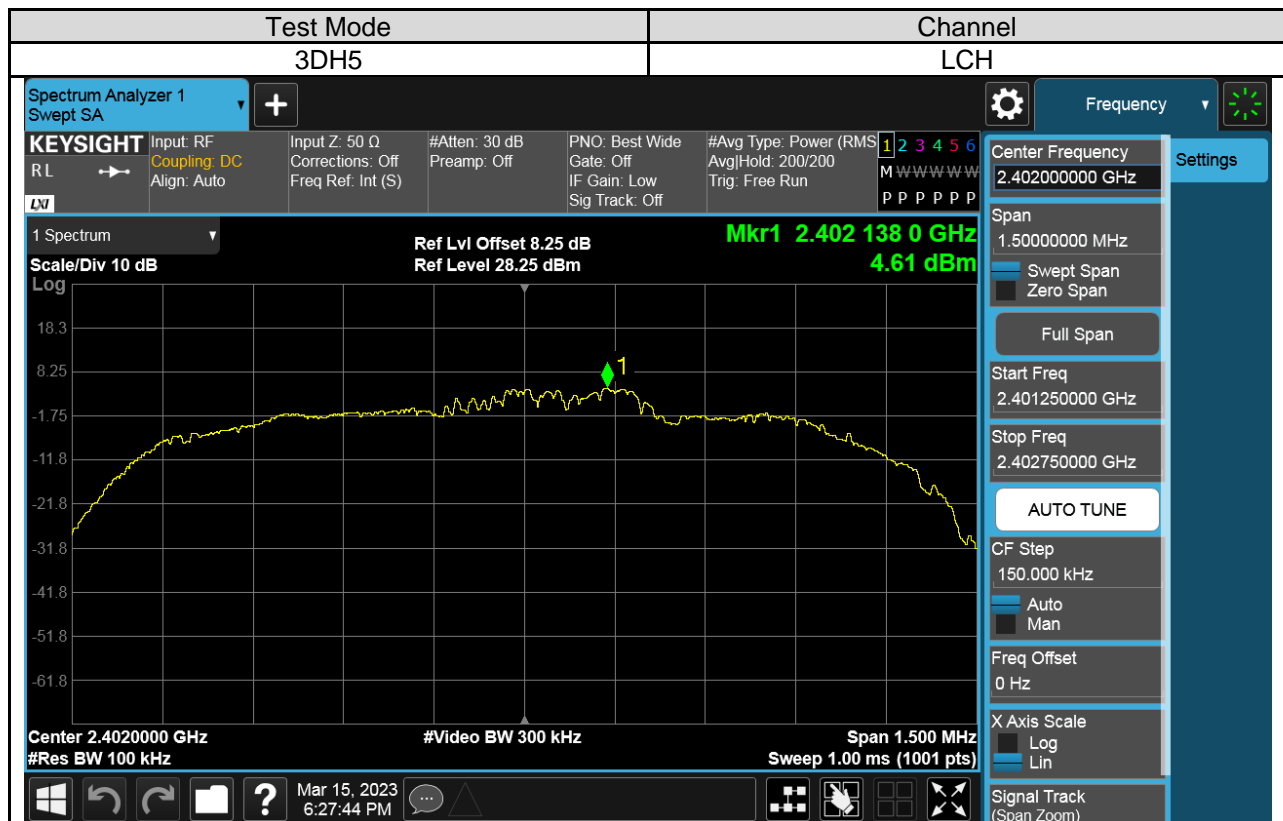 Test Mode Channel
3DH5 LCH
Spectrum Analyzer 1
Swept SA
Frequency
KEYSIGHT
RL
LXI
Input: RF
Coupling: DC
Align: Auto
Input Z: 50 Ω
Corrections: Off
Freq Ref: Int (S)
#Atten: 30 dB
Preamp: Off
PNO: Best Wide
Gate: Off
IF Gain: Low
Sig Track: Off
#Avg Type: Power (RMS
Avg|Hold: 200/200
Trig: Free Run
1 2 3 4 5 6
M W W W W W
P P P P P P
1 Spectrum
Scale/Div 10 dB
Log
Ref Lvl Offset 8.25 dB
Ref Level 28.25 dBm
Mkr1 2.402 138 0 GHz
4.61 dBm
18.3
8.25
-1.75
-11.8
-21.8
-31.8
-41.8
-51.8
-61.8
1
Center 2.4020000 GHz
#Res BW 100 kHz
#Video BW 300 kHz
Span 1.500 MHz
Sweep 1.00 ms (1001 pts)
Center Frequency
2.402000000 GHz
Span
1.50000000 MHz
Swept Span
Zero Span
Full Span
Start Freq
2.401250000 GHz
Stop Freq
2.402750000 GHz
AUTO TUNE
CF Step
150.000 kHz
Auto
Man
Freq Offset
0 Hz
X Axis Scale
Log
Lin
Signal Track
(Span Zoom)
Settings
?
Mar 15, 2023
6:27:44 PM